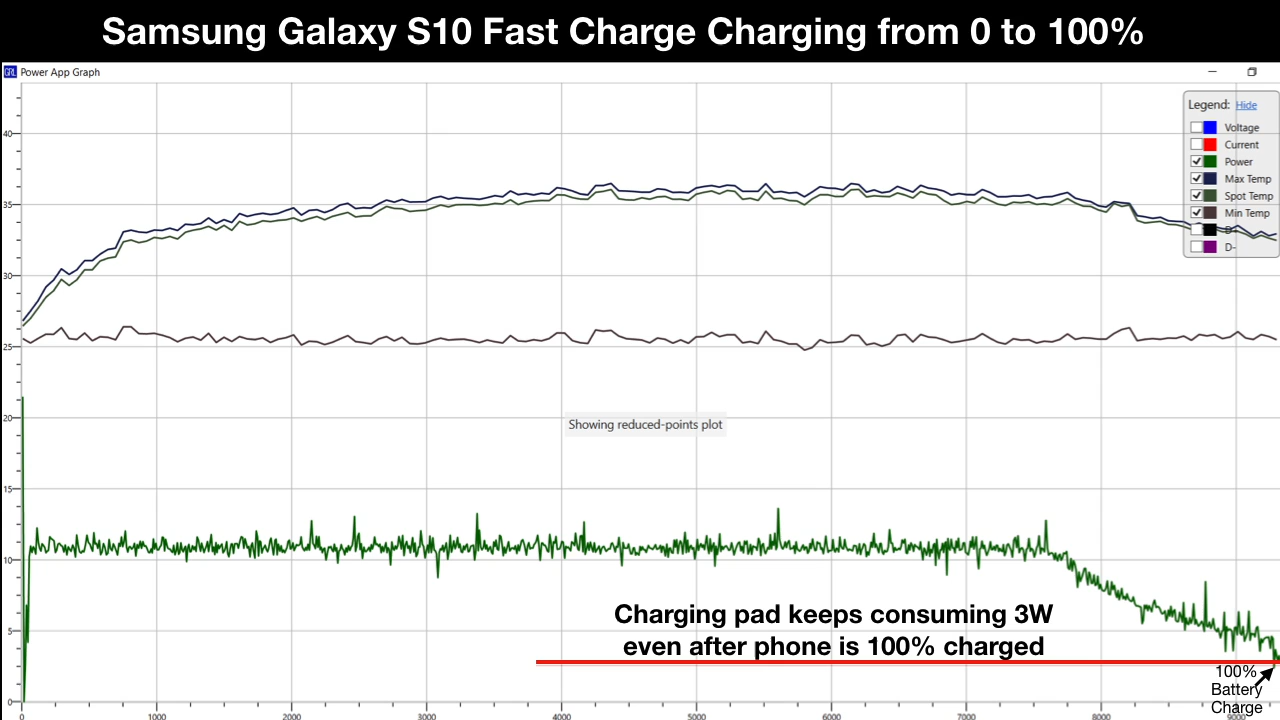 Samsung Galaxy S10 Fast Charge Charging from 0 to 100%
GRL Power App Graph
Legend: Hide
Voltage
Current
Power
Max Temp
Spot Temp
Min Temp
D-
40
35
30
25
20
15
10
5
0
Showing reduced-points plot
Charging pad keeps consuming 3W
even after phone is 100% charged
100%
Battery
Charge
0 1000 2000 3000 4000 5000 6000 7000 8000 9000